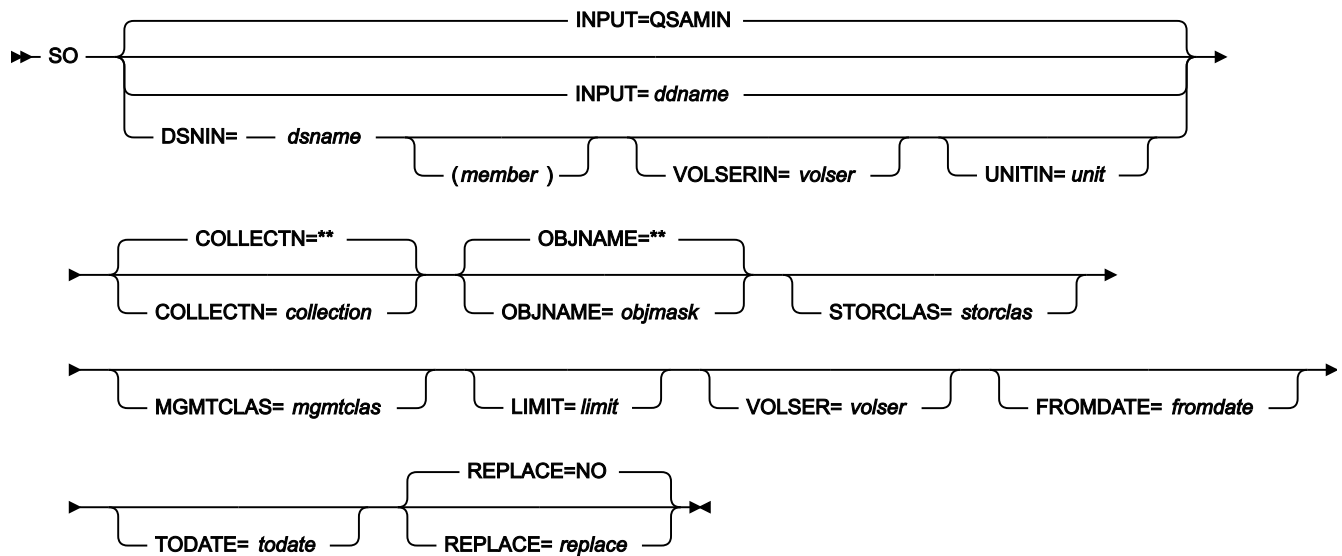 INPUT=QSAMIN
SO
INPUT= ddname
DSNIN= dsname
(member ) VOLSERIN= volser UNITIN= unit
COLLECTN=** OBJNAME=**
COLLECTN= collection OBJNAME= objmask STORCLAS= storclas
MGMTCLAS= mgmtclas LIMIT= limit VOLSER= volser FROMDATE= fromdate
REPLACE=NO
TODATE= todate REPLACE= replace